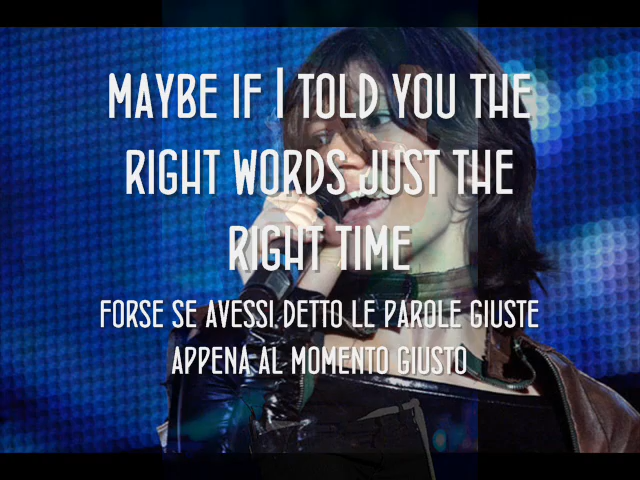 MAYBE IF I TOLD YOU THE
RIGHT WORDS JUST THE
RIGHT TIME
FORSE SE AVESSI DETTO LE PAROLE GIUSTE
APPENA AL MOMENTO GIUSTO